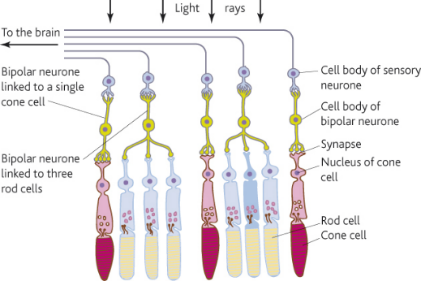 Light rays
To the brain
Bipolar neurone
linked to a single
cone cell
Bipolar neurone
linked to three
rod cells
Cell body of sensory
neurone
Cell body of
bipolar neurone
Synapse
Nucleus of cone
cell
Rod cell
Cone cell